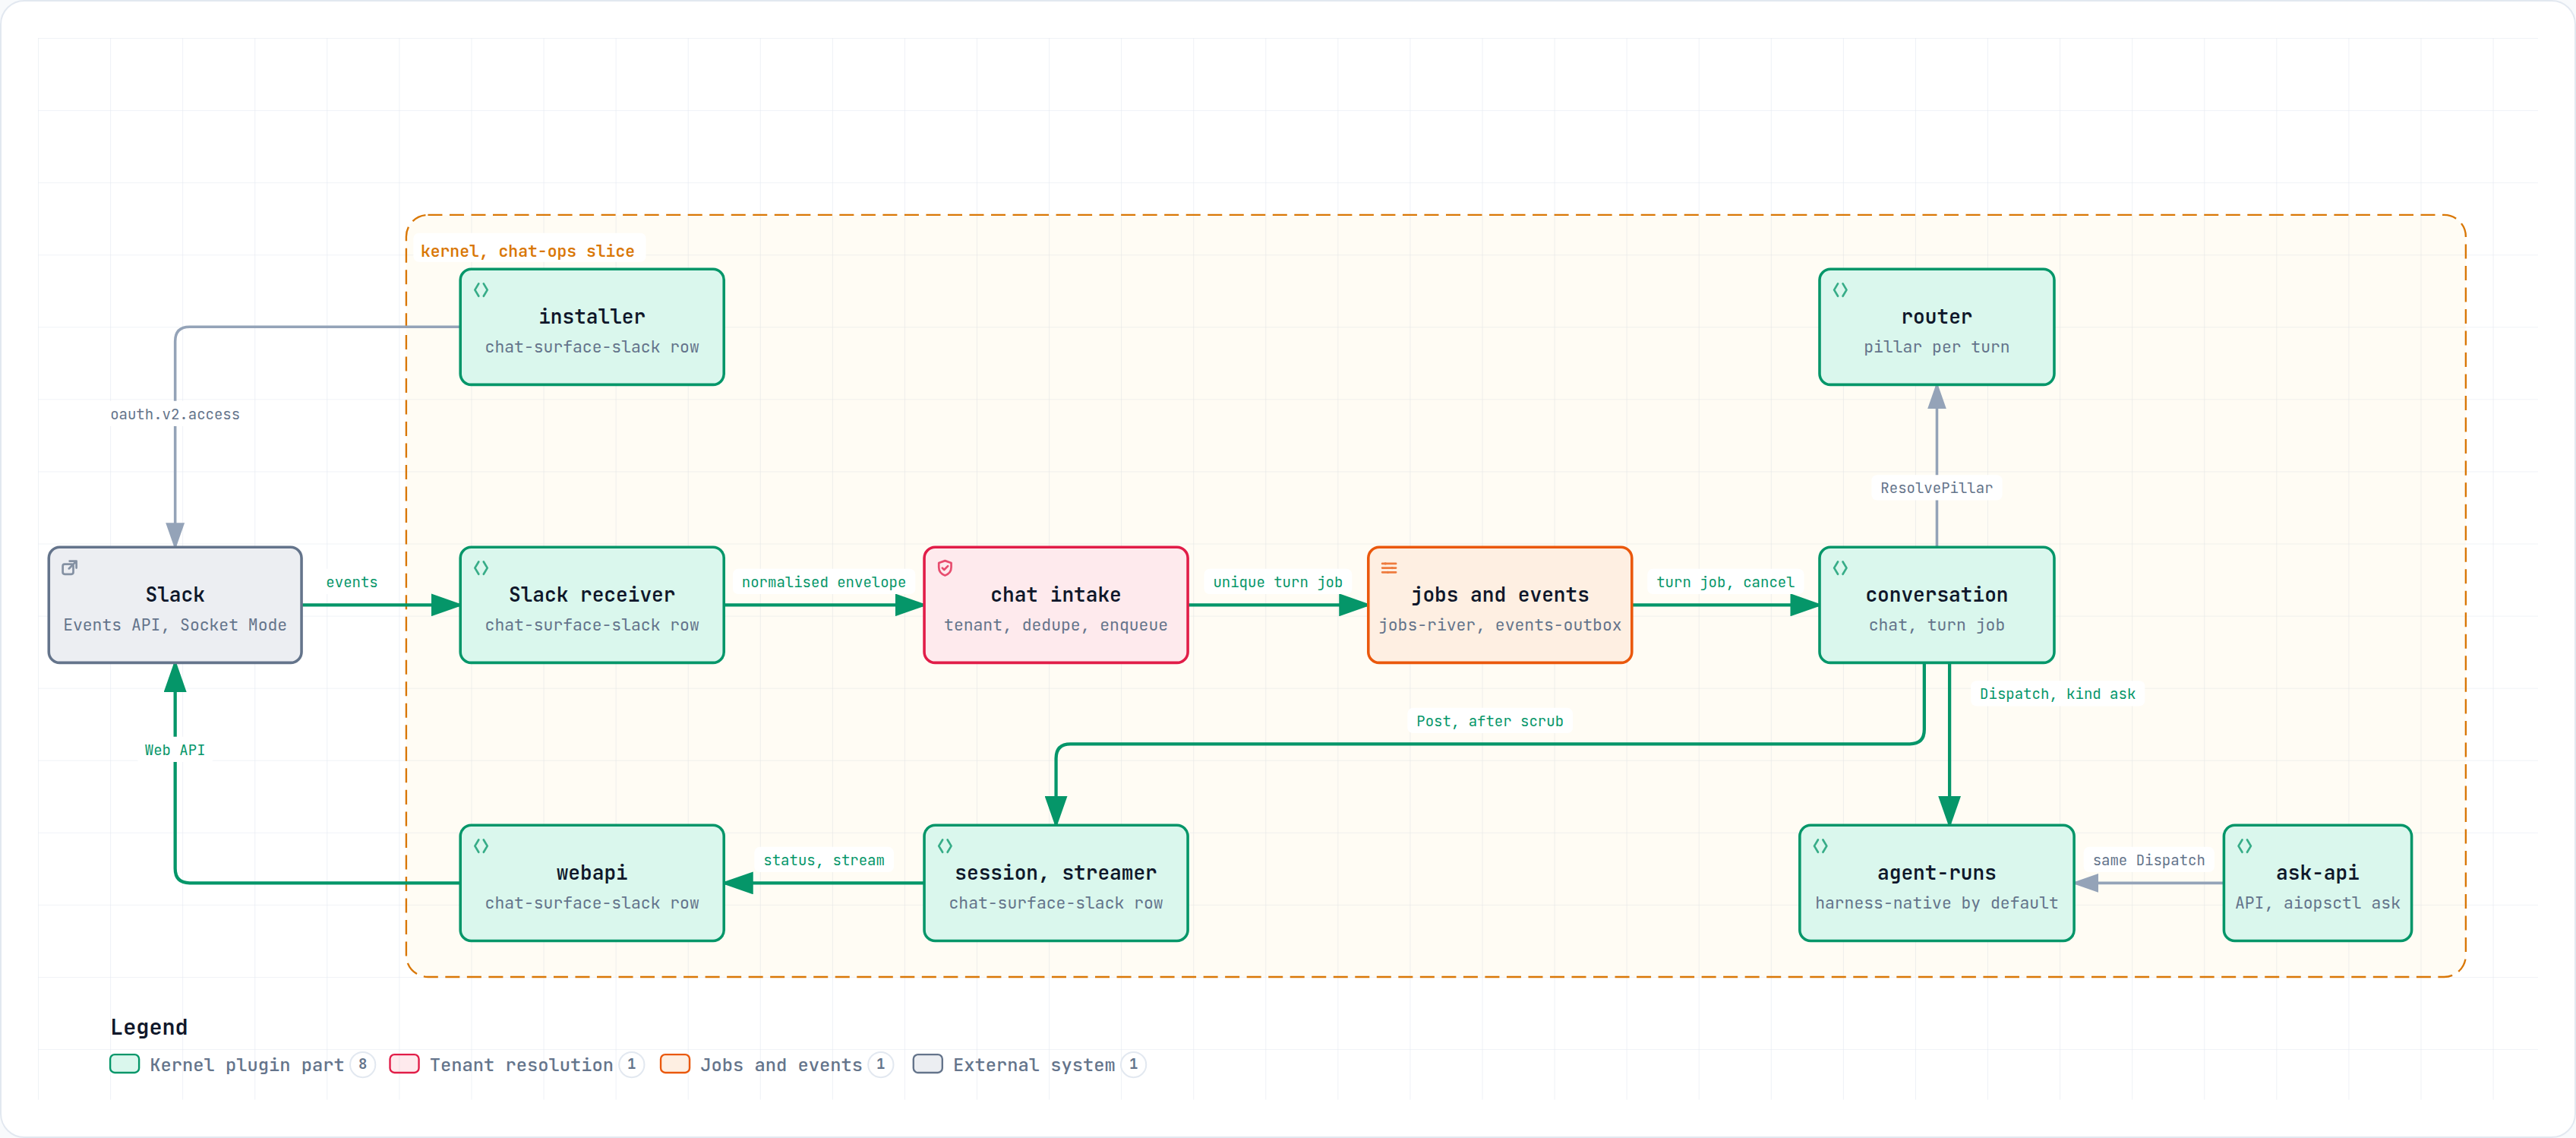 kernel, chat-ops slice
installer
chat-surface-slack row
router
pillar per turn
oauth.v2.access
ResolvePillar
Slack
Events API, Socket Mode
events
Slack receiver
chat-surface-slack row
normalised envelope
chat intake
tenant, dedupe, enqueue
unique turn job
jobs and events
jobs-river, events-outbox
turn job, cancel
conversation
chat, turn job
Dispatch, kind ask
Post, after scrub
Web API
webapi
chat-surface-slack row
status, stream
session, streamer
chat-surface-slack row
agent-runs
harness-native by default
same Dispatch
ask-api
API, aiopsctl ask
Legend
Kernel plugin part 8
Tenant resolution 1
Jobs and events 1
External system 1